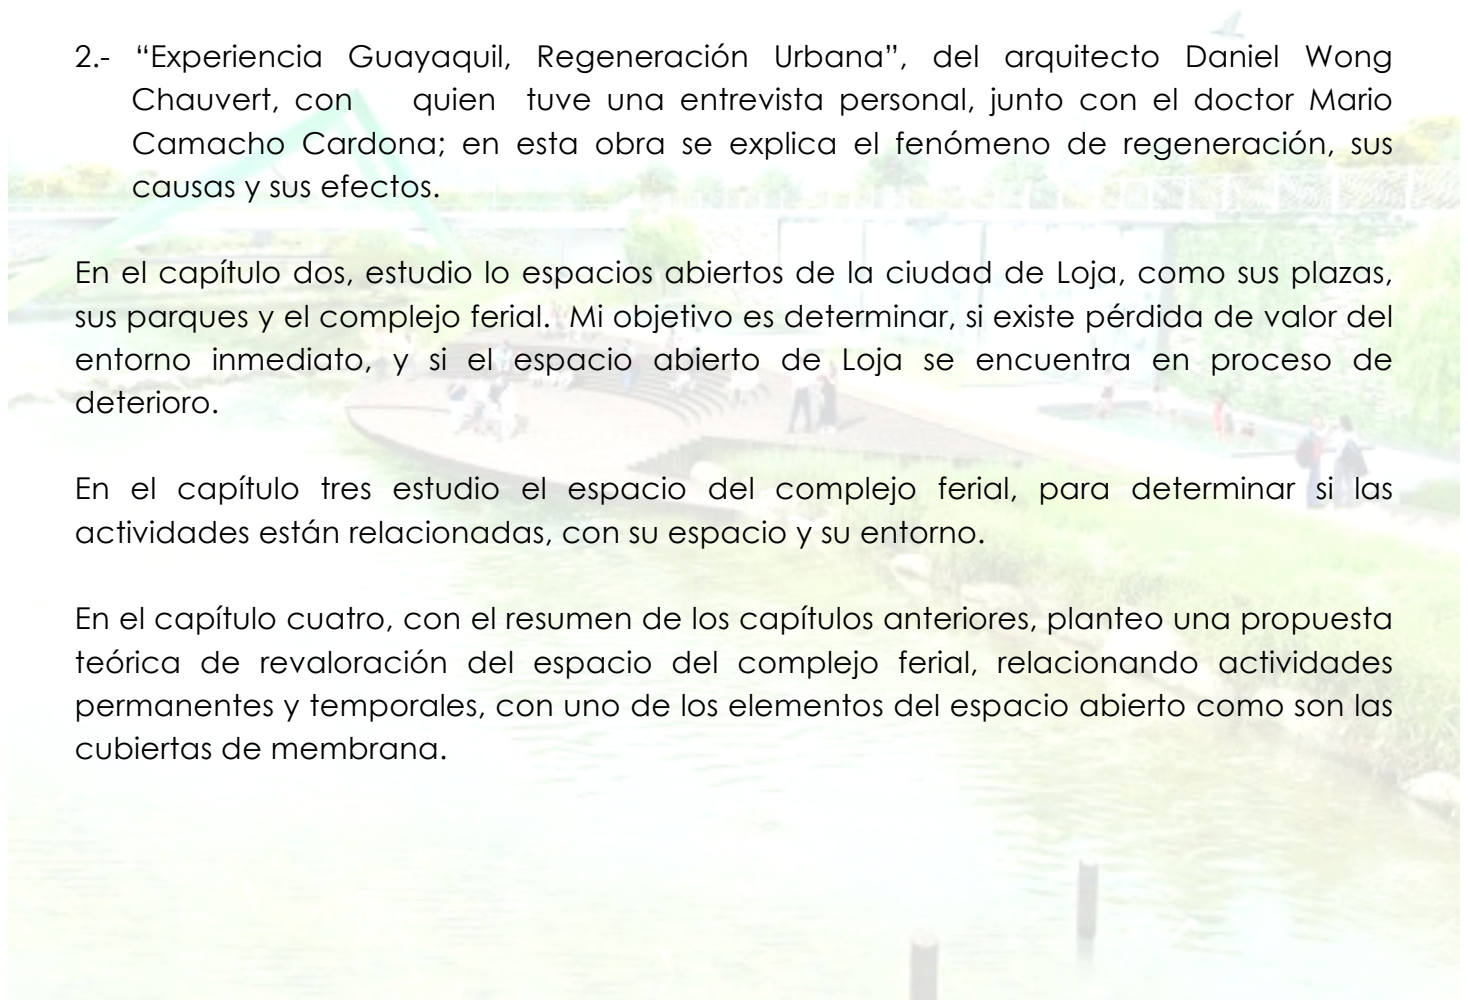 2.- “Experiencia Guayaquil, Regeneración Urbana”, del arquitecto Daniel Wong
Chauvert, con quien tuve una entrevista personal, junto con el doctor Mario
Camacho Cardona; en esta obra se explica el fenómeno de regeneración, sus
causas y sus efectos.
En el capítulo dos, estudio lo espacios abiertos de la ciudad de Loja, como sus plazas,
sus parques y el complejo ferial. Mi objetivo es determinar, si existe pérdida de valor del
entorno inmediato, y si el espacio abierto de Loja se encuentra en proceso de
deterioro.
En el capítulo tres estudio el espacio del complejo ferial, para determinar si las
actividades están relacionadas, con su espacio y su entorno.
En el capítulo cuatro, con el resumen de los capítulos anteriores, planteo una propuesta
teórica de revaloración del espacio del complejo ferial, relacionando actividades
permanentes y temporales, con uno de los elementos del espacio abierto como son las
cubiertas de membrana.